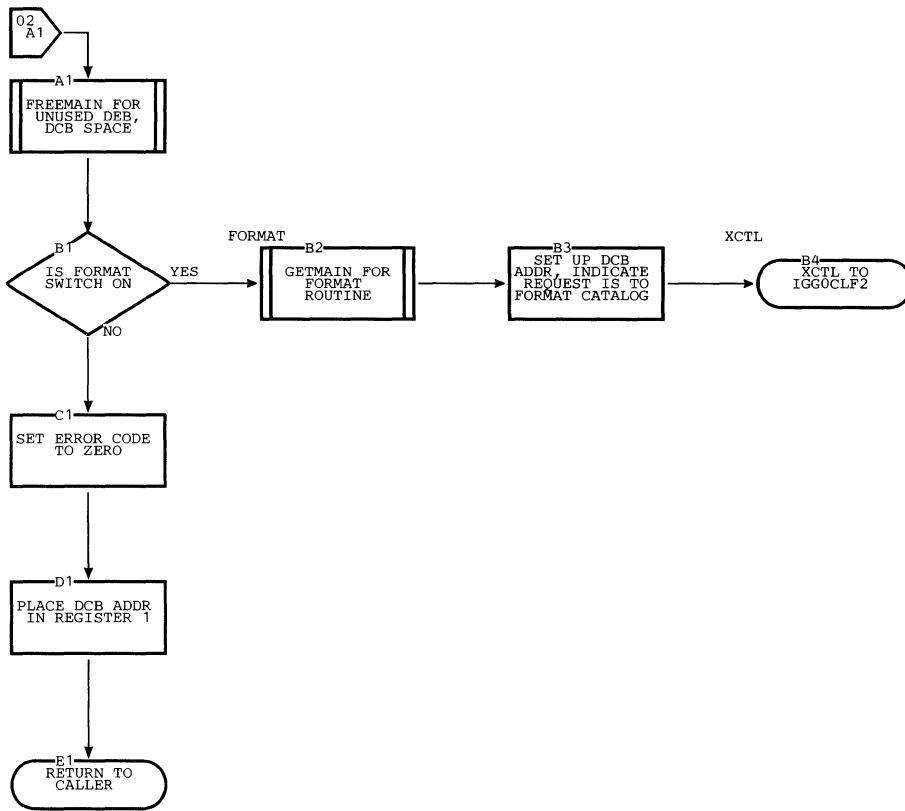 02
A1
A1
FREEMAIN FOR
UNUSED DEB,
DCB SPACE
B1
IS FORMAT
SWITCH ON
YES
NO
FORMAT
B2
GETMAIN FOR
FORMAT
ROUTINE
B3
SET UP DCB
ADDR, INDICATE
REQUEST IS TO
FORMAT CATALOG
XCTL
B4
XCTL TO
IGG0CLF2
C1
SET ERROR CODE
TO ZERO
D1
PLACE DCB ADDR
IN REGISTER 1
E1
RETURN TO
CALLER